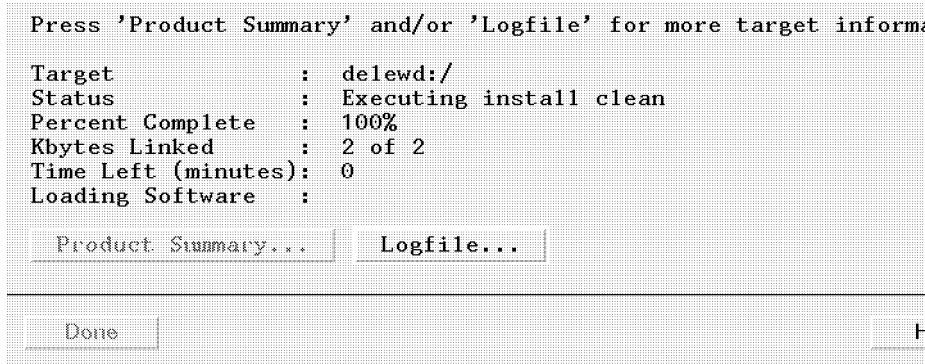 Press 'Product Summary' and/or 'Logfile' for more target informa
Target : delewd:/
Status : Executing install clean
Percent Complete : 100%
Kbytes Linked : 2 of 2
Time Left (minutes): 0
Loading Software :
Product Summary... Logfile...
Done H